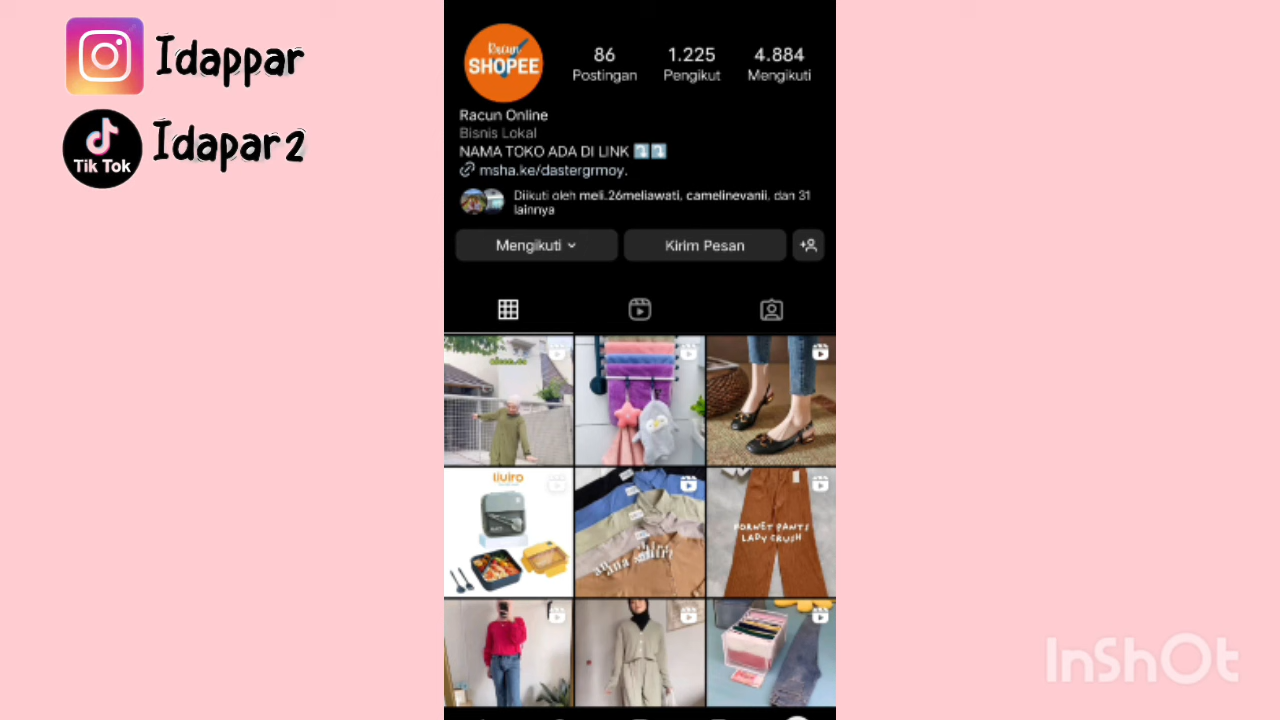 Idappar
Tik Tok
Idapar2
Racun
SHOPEE
86
Postingan
1.225
Pengikut
4.884
Mengikuti
Racun Online
Bisnis Lokal
NAMA TOKO ADA DI LINK
msha.ke/dastergrmoy.
Diikuti oleh meli.26meliawati, camelinevanii, dan 31
lainnya
Mengikuti
Kirim Pesan
PORNET PANTS
LADY CRUSH
InShOt